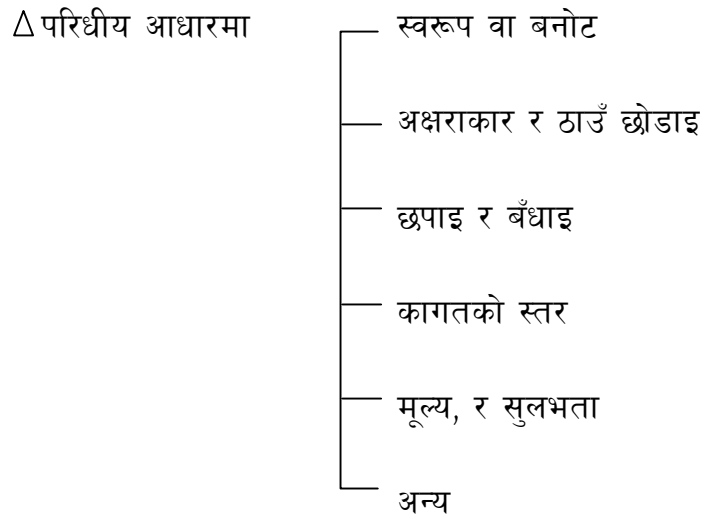 Δ परिधीय आधारमा
स्वरूप वा बनोट
अक्षराकार र ठाउँ छोडाइ
छपाइ र बँधाइ
कागतको स्तर
मूल्य, र सुलभता
अन्य